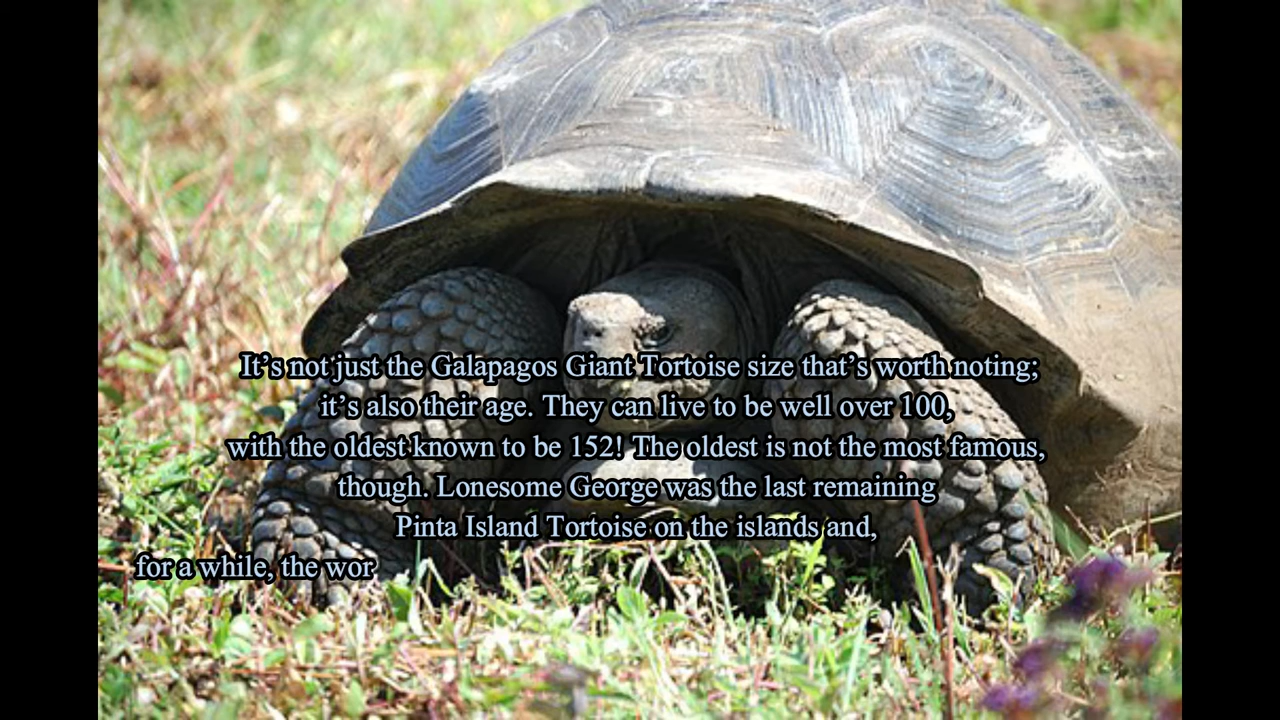 It’s not just the Galapagos Giant Tortoise size that’s worth noting;
it’s also their age. They can live to be well over 100,
with the oldest known to be 152! The oldest is not the most famous,
though. Lonesome George was the last remaining
Pinta Island Tortoise on the islands and,
for a while, the wor